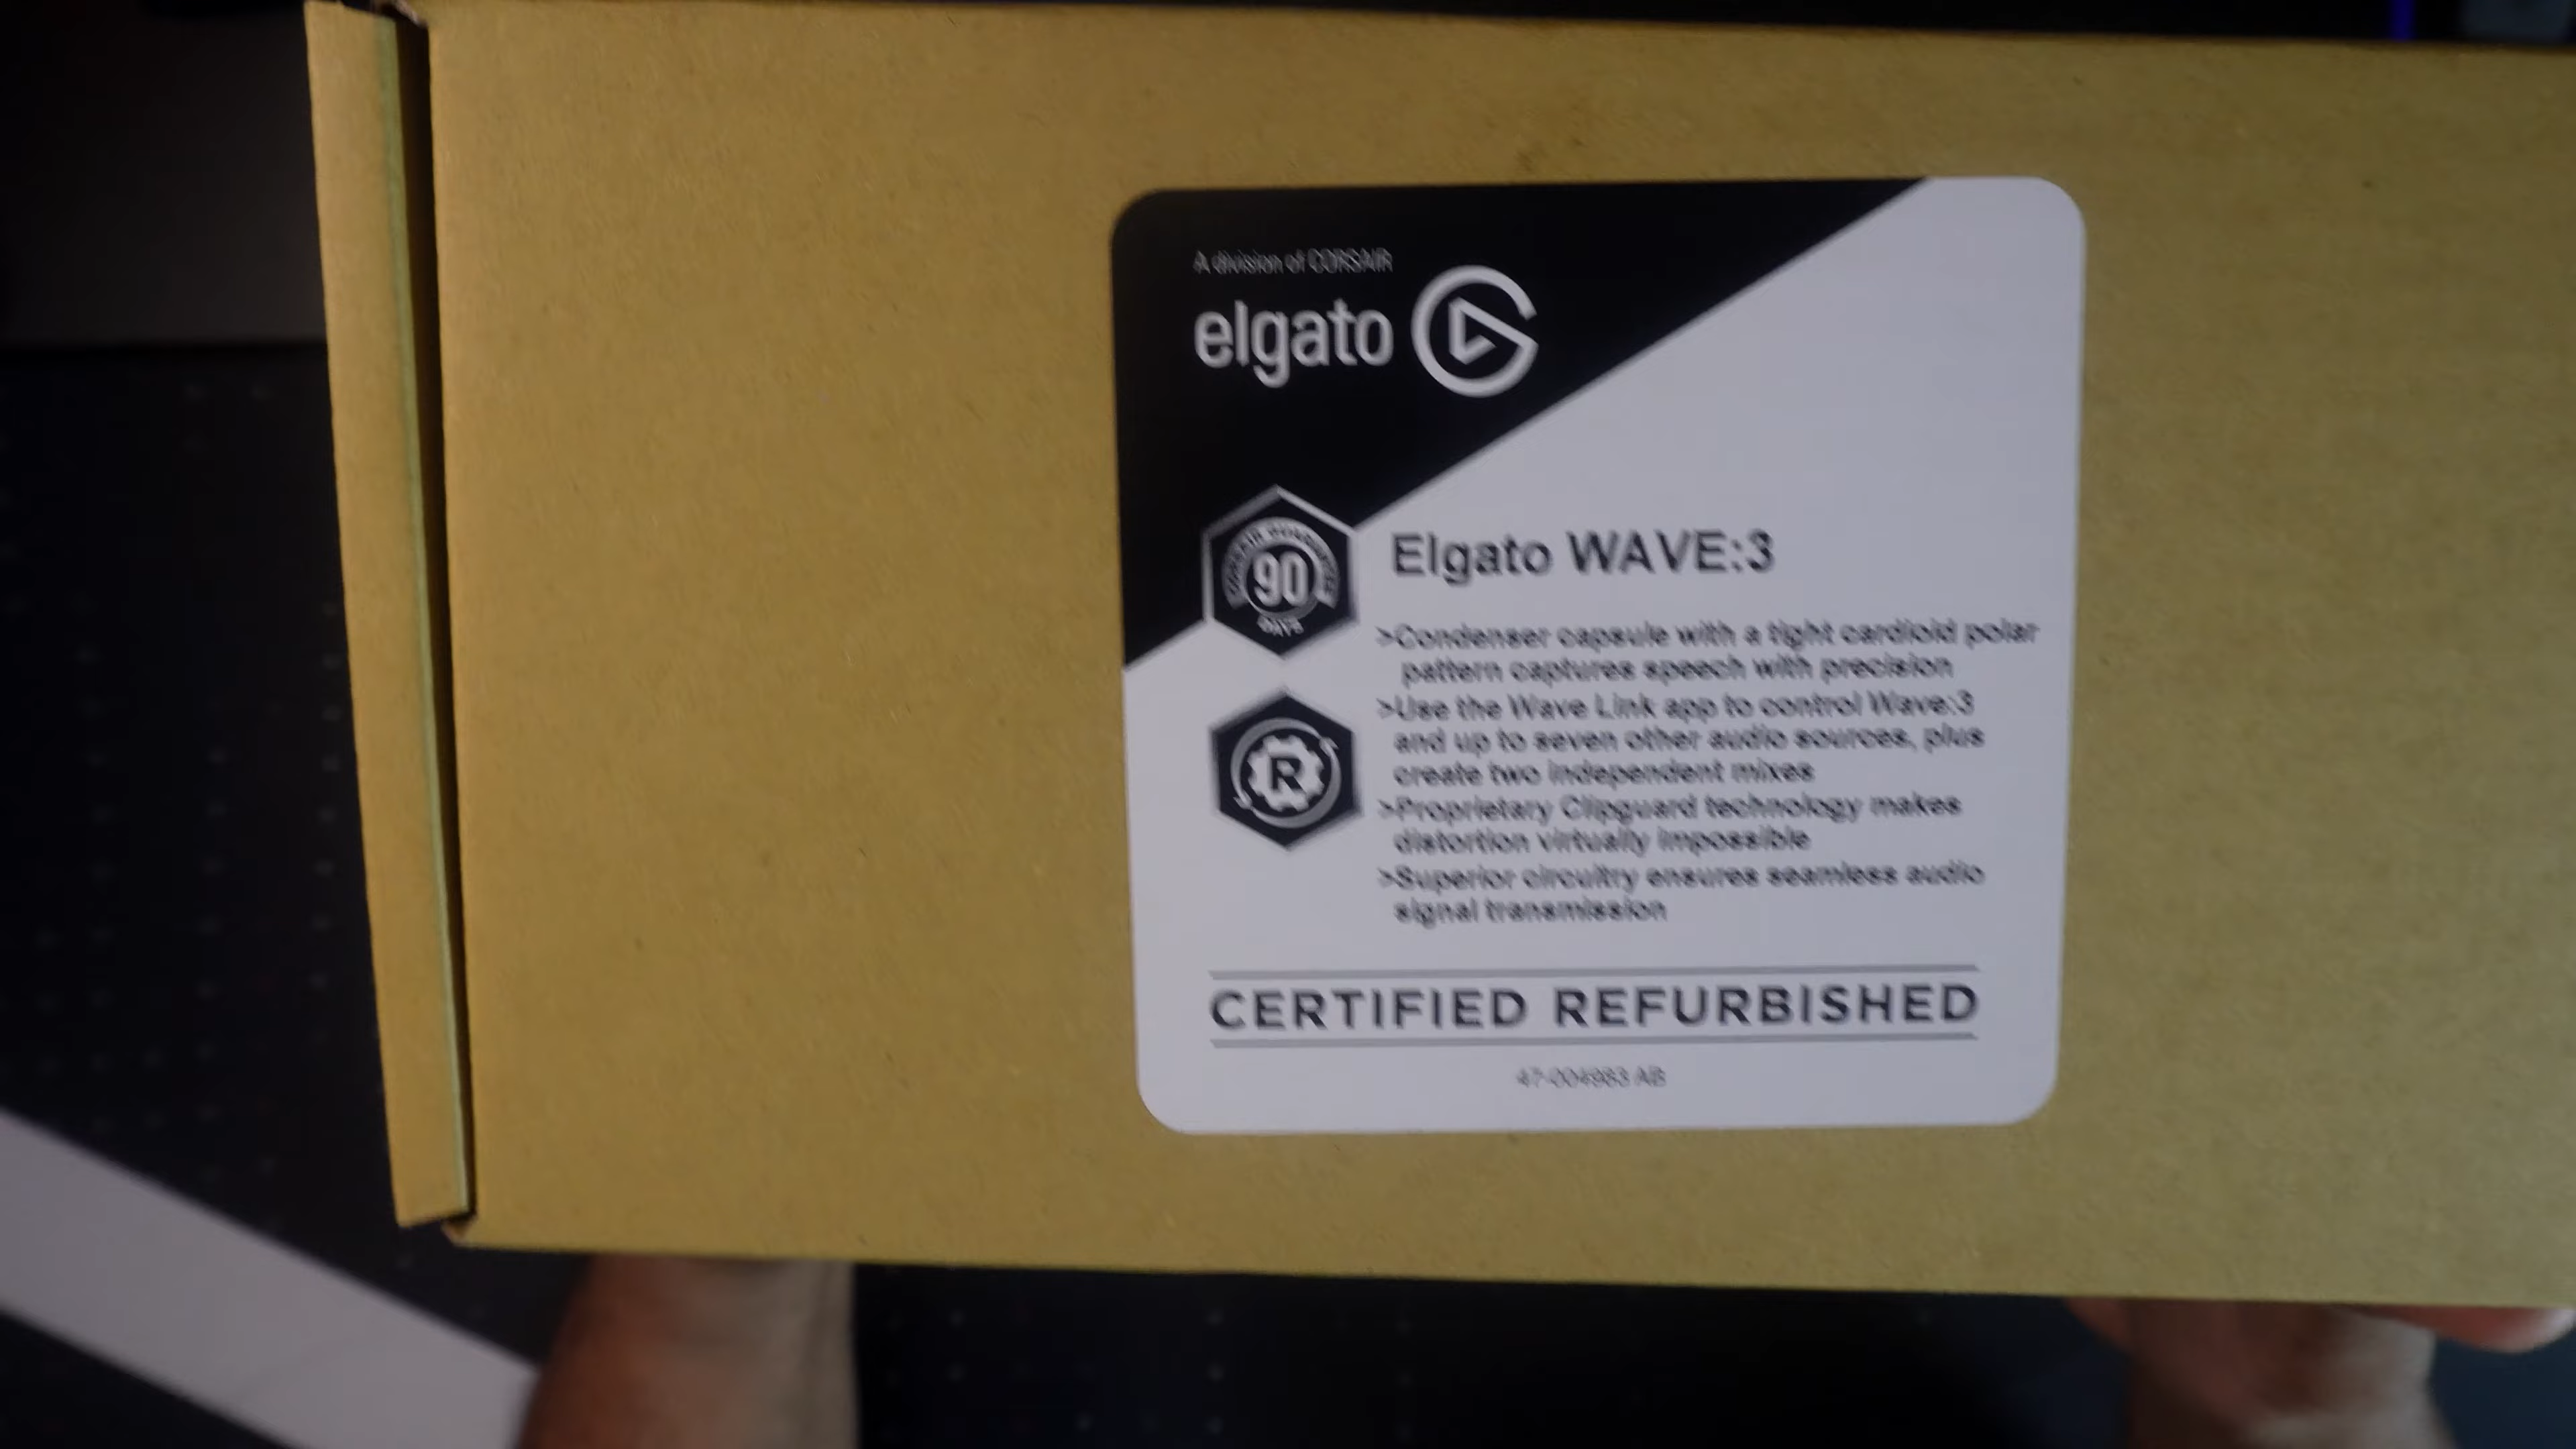 A division of CORSAIR
elgato
90
DAYS
Elgato WAVE:3
>Condenser capsule with a tight cardioid polar
pattern captures speech with precision
>Use the Wave Link app to control Wave:3
and up to seven other audio sources, plus
create two independent mixes
>Proprietary Clipguard technology makes
distortion virtually impossible
R
>Superior circuitry ensures seamless audio
signal transmission
CERTIFIED REFURBISHED
47-004983 AB